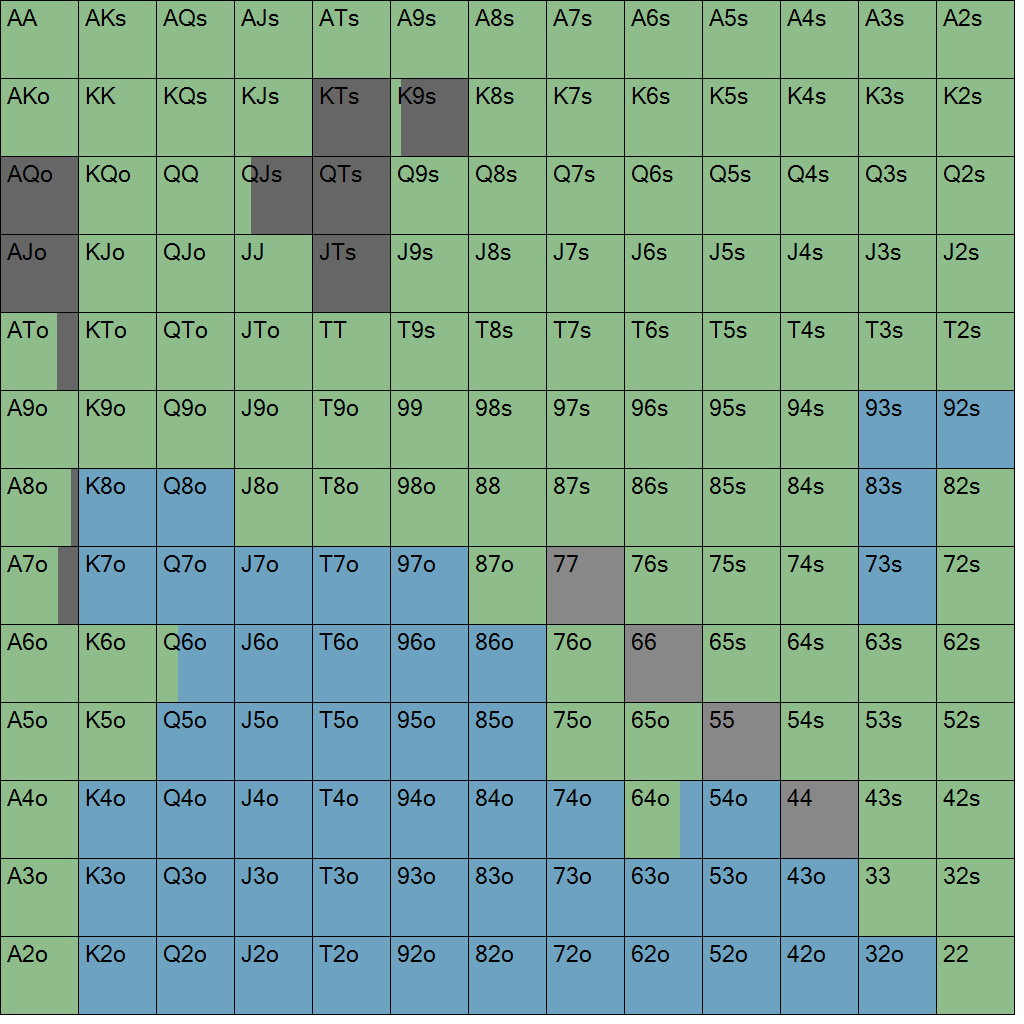 AA AKs AQs AJs ATs A9s A8s A7s A6s A5s A4s A3s A2s
AKo KK KQs KJs KTs K9s K8s K7s K6s K5s K4s K3s K2s
AQo KQo QQ QJs QTs Q9s Q8s Q7s Q6s Q5s Q4s Q3s Q2s
AJo KJo QJo JJ JTs J9s J8s J7s J6s J5s J4s J3s J2s
ATo KTo QTo JTo TT T9s T8s T7s T6s T5s T4s T3s T2s
A9o K9o Q9o J9o T9o 99 98s 97s 96s 95s 94s 93s 92s
A8o K8o Q8o J8o T8o 98o 88 87s 86s 85s 84s 83s 82s
A7o K7o Q7o J7o T7o 97o 87o 77 76s 75s 74s 73s 72s
A6o K6o Q6o J6o T6o 96o 86o 76o 66 65s 64s 63s 62s
A5o K5o Q5o J5o T5o 95o 85o 75o 65o 55 54s 53s 52s
A4o K4o Q4o J4o T4o 94o 84o 74o 64o 54o 44 43s 42s
A3o K3o Q3o J3o T3o 93o 83o 73o 63o 53o 43o 33 32s
A2o K2o Q2o J2o T2o 92o 82o 72o 62o 52o 42o 32o 22